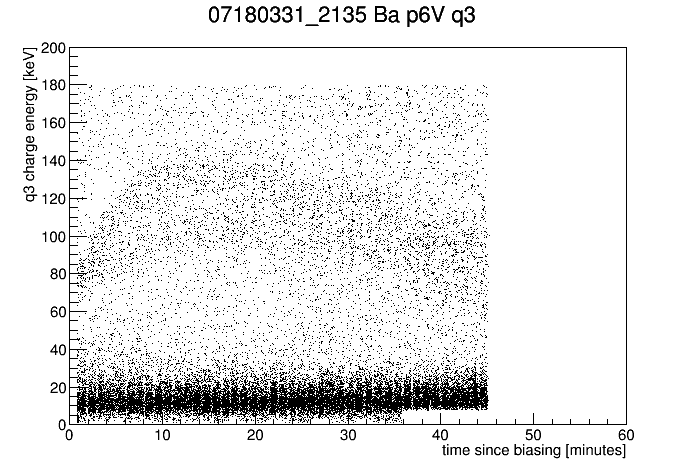 07180331_2135 Ba p6V q3
q3 charge energy [keV]
200
180
160
140
120
100
80
60
40
20
0
0 10 20 30 40 50 60
time since biasing [minutes]